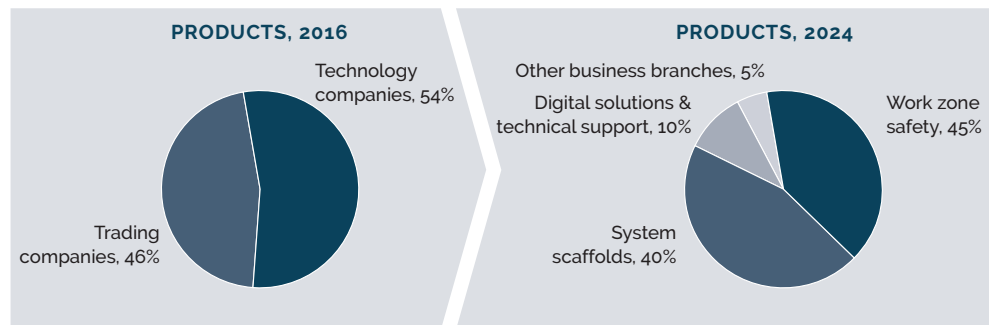 PRODUCTS, 2016
Technology
companies, 54%
Trading
companies, 46%
PRODUCTS, 2024
Other business branches, 5%
Digital solutions &
technical support, 10%
Work zone
safety, 45%
System
scaffolds, 40%